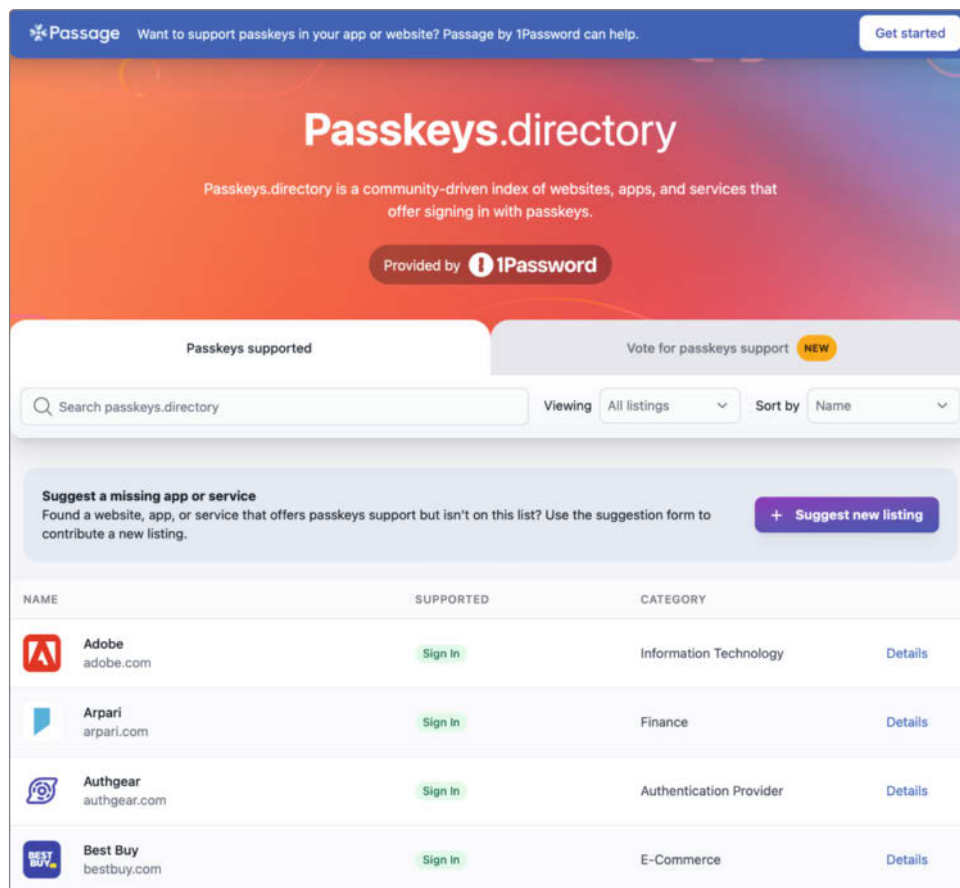 Passage Want to support passkeys in your app or website? Passage by 1Password can help. Get started
Passkeys.directory
Passkeys.directory is a community-driven index of websites, apps, and services that
offer signing in with passkeys.
Provided by 1Password
Passkeys supported Vote for passkeys support NEW
Search passkeys.directory Viewing All listings Sort by Name
Suggest a missing app or service
Found a website, app, or service that offers passkeys support but isn't on this list? Use the suggestion form to
contribute a new listing.
+ Suggest new listing
NAME SUPPORTED CATEGORY
Adobe
adobe.com
Sign In Information Technology Details
Arpari
arpari.com
Sign In Finance Details
Authgear
authgear.com
Sign In Authentication Provider Details
BEST
BUY
Best Buy
bestbuy.com
Sign In E-Commerce Details